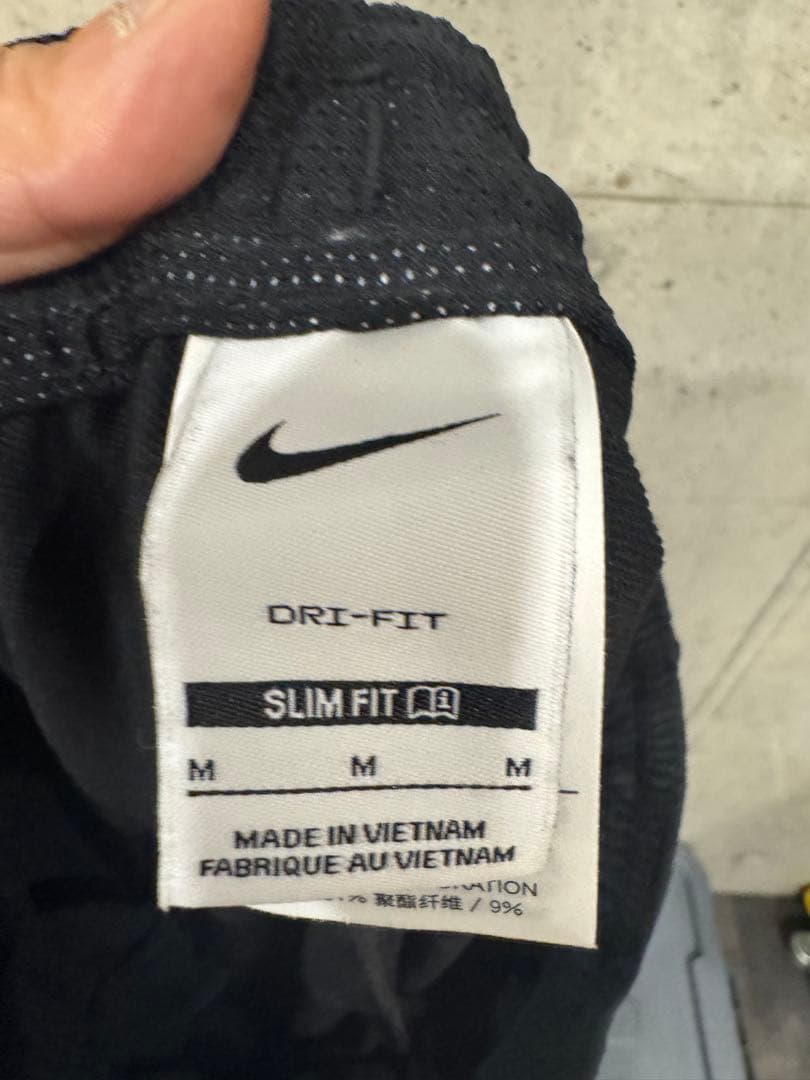 DRI-FIT
SLIM FIT
M M M
MADE IN VIETNAM
FABRIQUE AU VIETNAM
% 聚酯纤维 / 9%